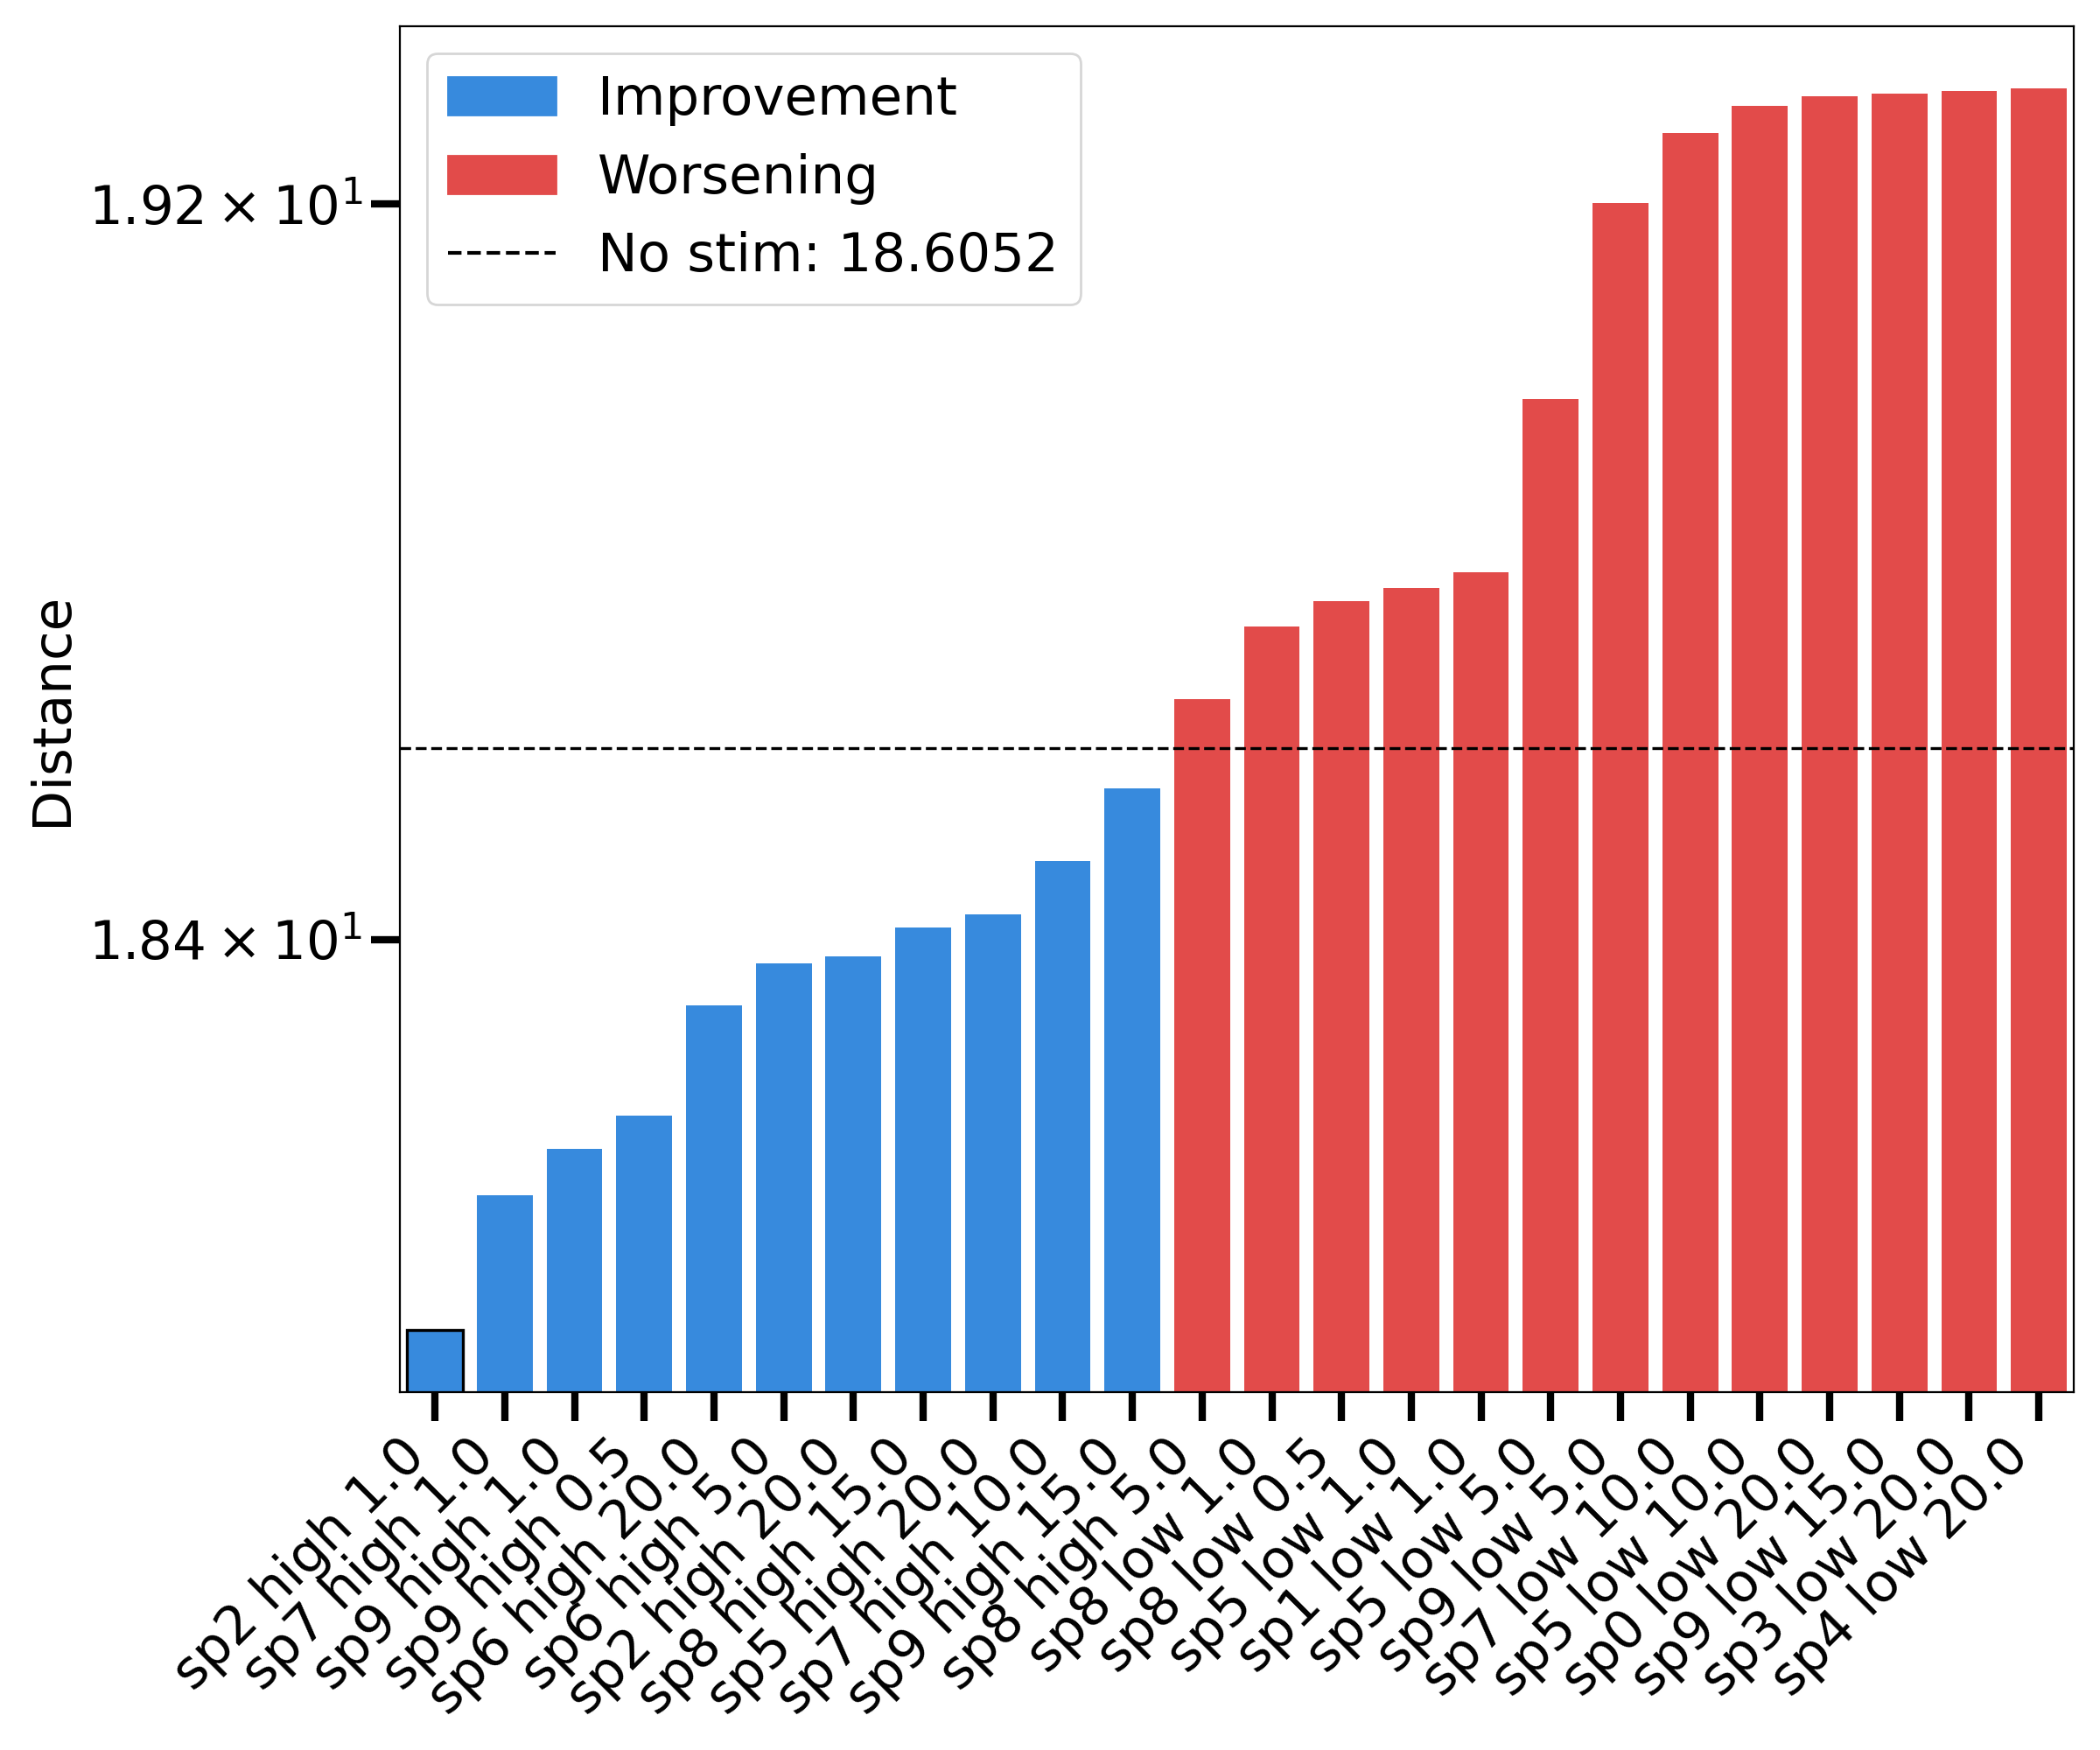 Improvement
Worsening
No stim: 18.6052
1.92 × 10¹
1.84 × 10¹
Distance
sp2 high 1.0
sp7 high 1.0
sp9 high 1.0
sp9 high 0.5
sp6 high 20.0
sp6 high 5.0
sp2 high 20.0
sp8 high 15.0
sp5 high 20.0
sp7 high 10.0
sp9 high 15.0
sp8 high 5.0
sp8 low 1.0
sp8 low 0.5
sp5 low 1.0
sp1 low 1.0
sp5 low 5.0
sp9 low 5.0
sp7 low 10.0
sp5 low 10.0
sp0 low 20.0
sp9 low 15.0
sp3 low 20.0
sp4 low 20.0